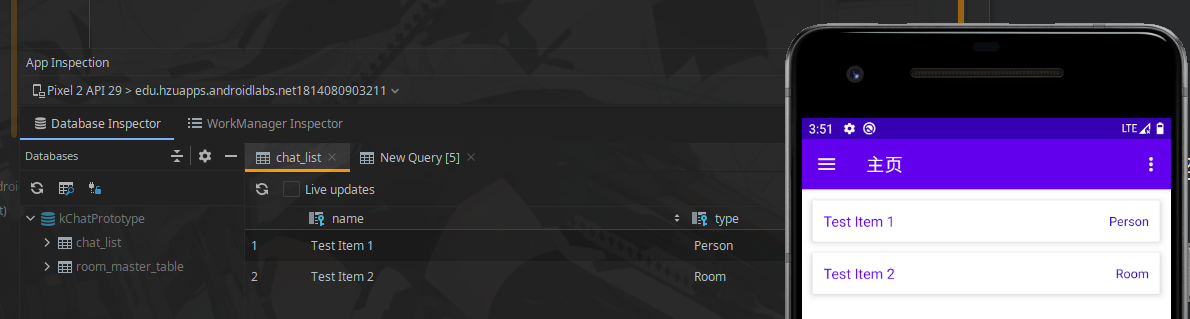 App Inspection
Pixel 2 API 29 > edu.hzuapps.androidlabs.net1814080903211
Database Inspector
WorkManager Inspector
Databases
chat_list
New Query [5]
Live updates
kChatPrototype
chat_list
room_master_table
name type
1 Test Item 1 Person
2 Test Item 2 Room
3:51 LTE
主页
Test Item 1 Person
Test Item 2 Room